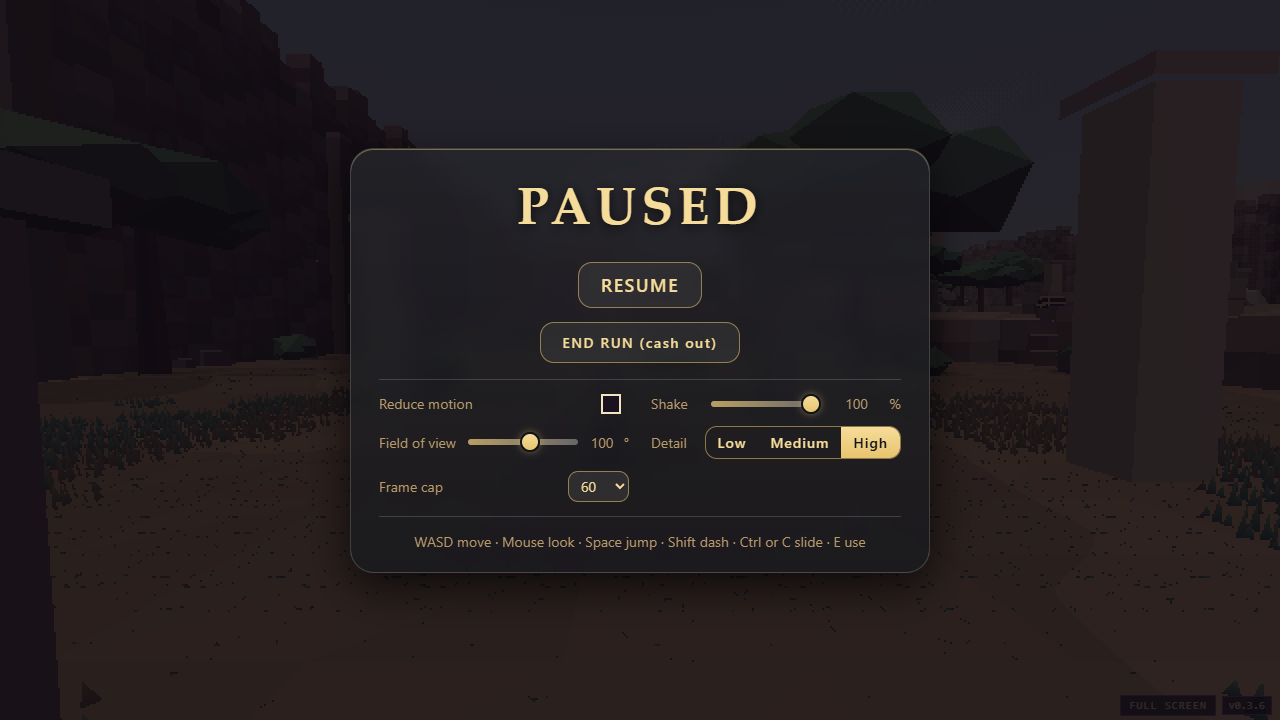 PAUSED
RESUME
END RUN (cash out)
Reduce motion
Shake 100 %
Field of view 100 °
Detail Low Medium High
Frame cap 60
WASD move · Mouse look · Space jump · Shift dash · Ctrl or C slide · E use
FULL SCREEN v0.3.6